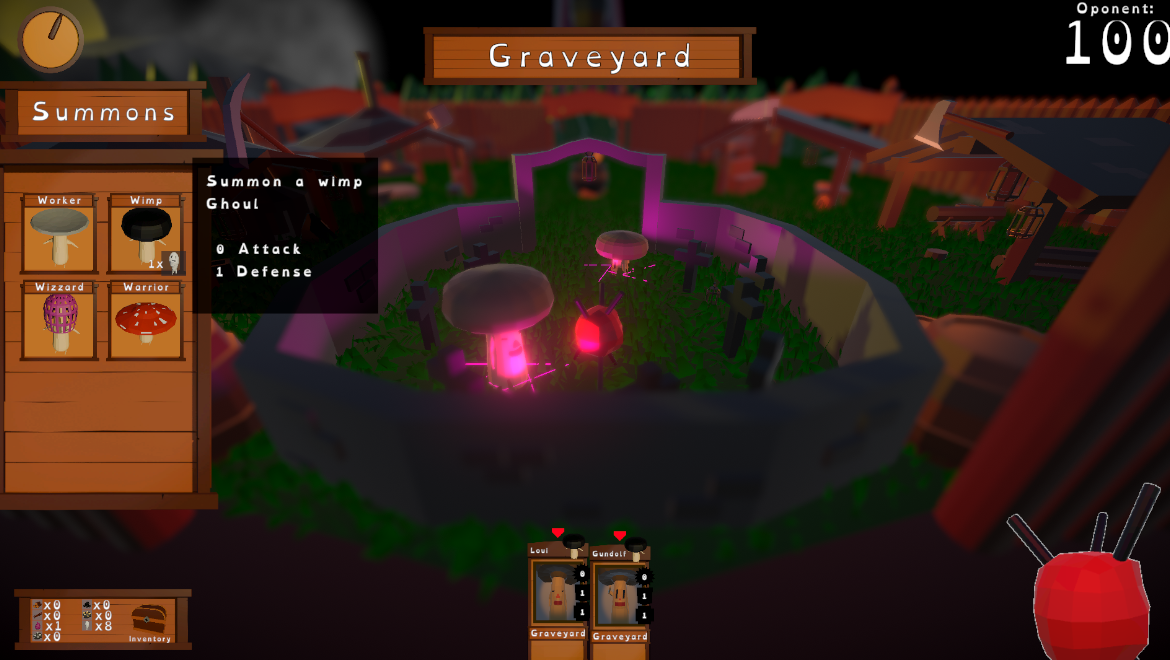 Oponent:
100
Graveyard
Summons
Summon a wimp
Ghoul
0 Attack
1 Defense
Worker
Wimp
1x
Wizzard
Warrior
Loui
Gundolf
0
1
1
0
1
1
Graveyard
Graveyard
x0
x0
x0
x0
x1
x8
x0
Inventory